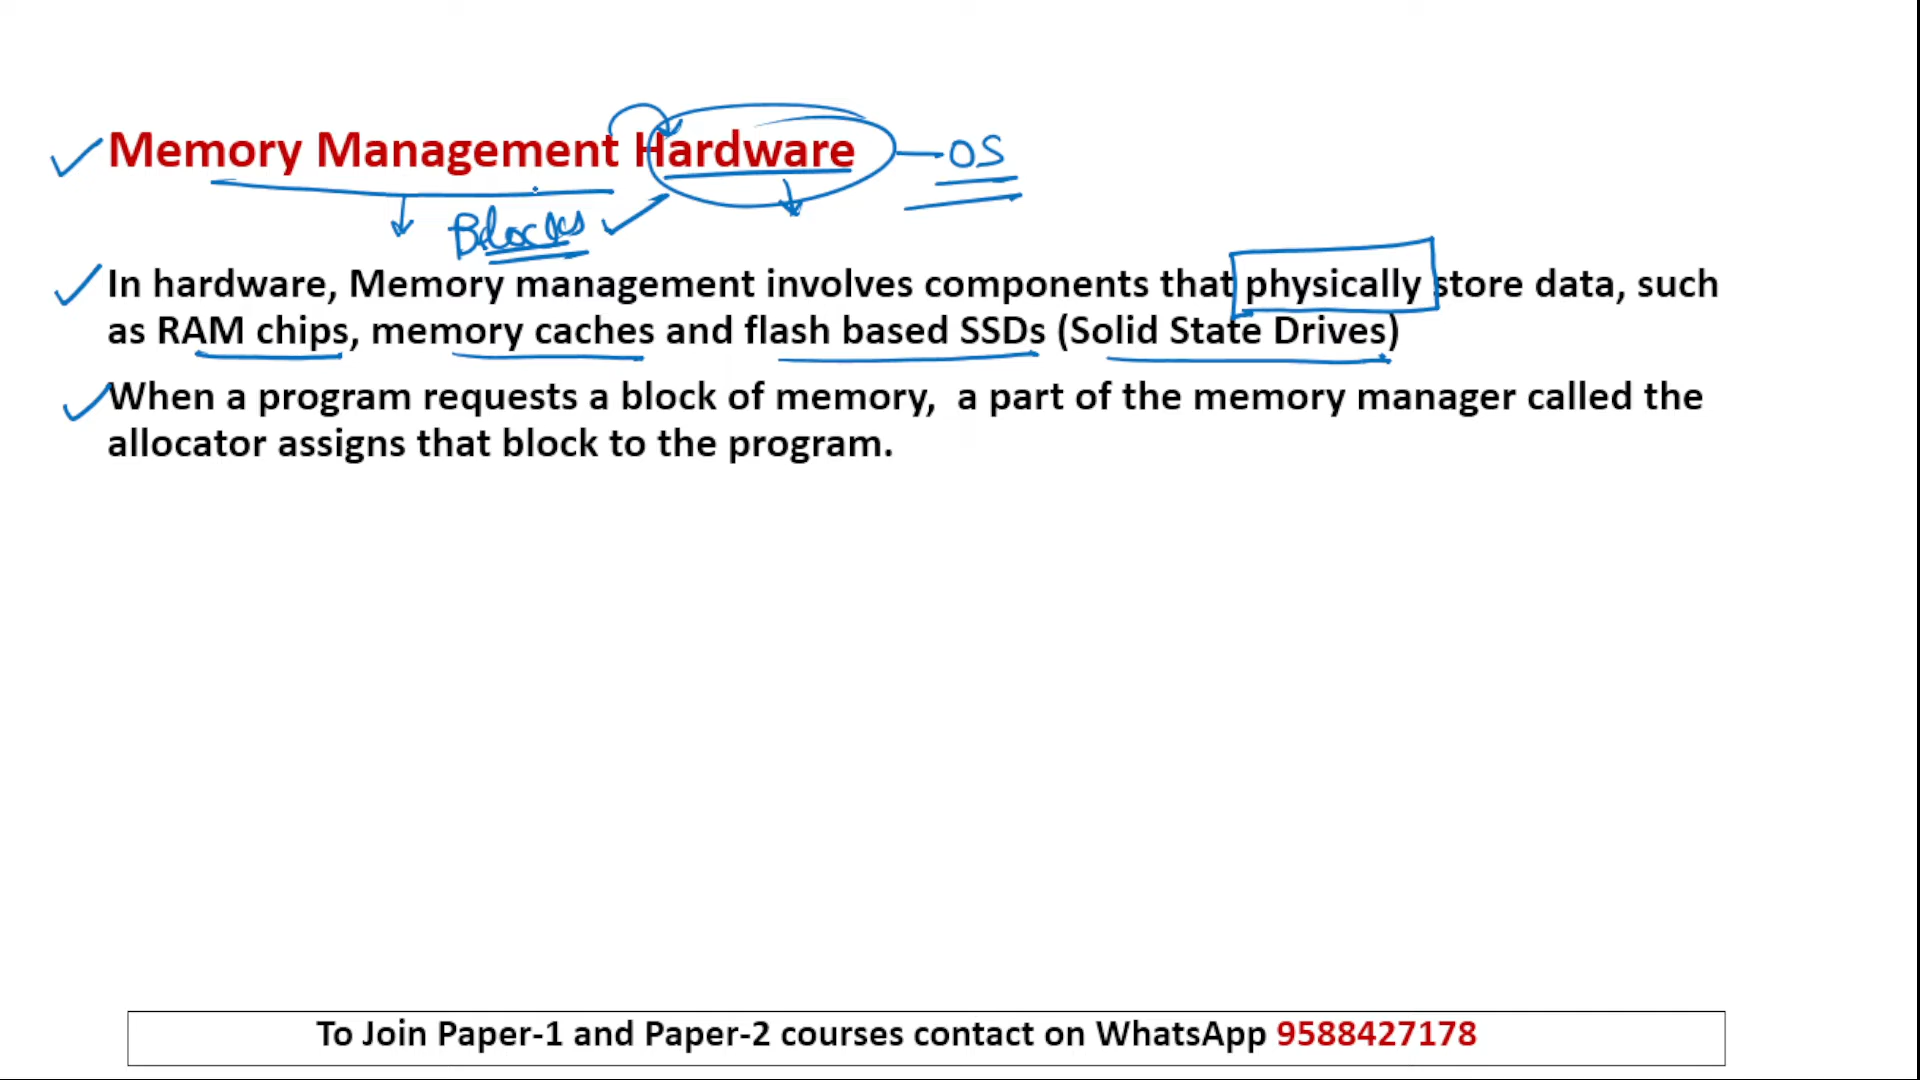 Memory Management Hardware OS
Blocks
In hardware, Memory management involves components that physically store data, such
as RAM chips, memory caches and flash based SSDs (Solid State Drives)
When a program requests a block of memory, a part of the memory manager called the
allocator assigns that block to the program.
To Join Paper-1 and Paper-2 courses contact on WhatsApp 9588427178